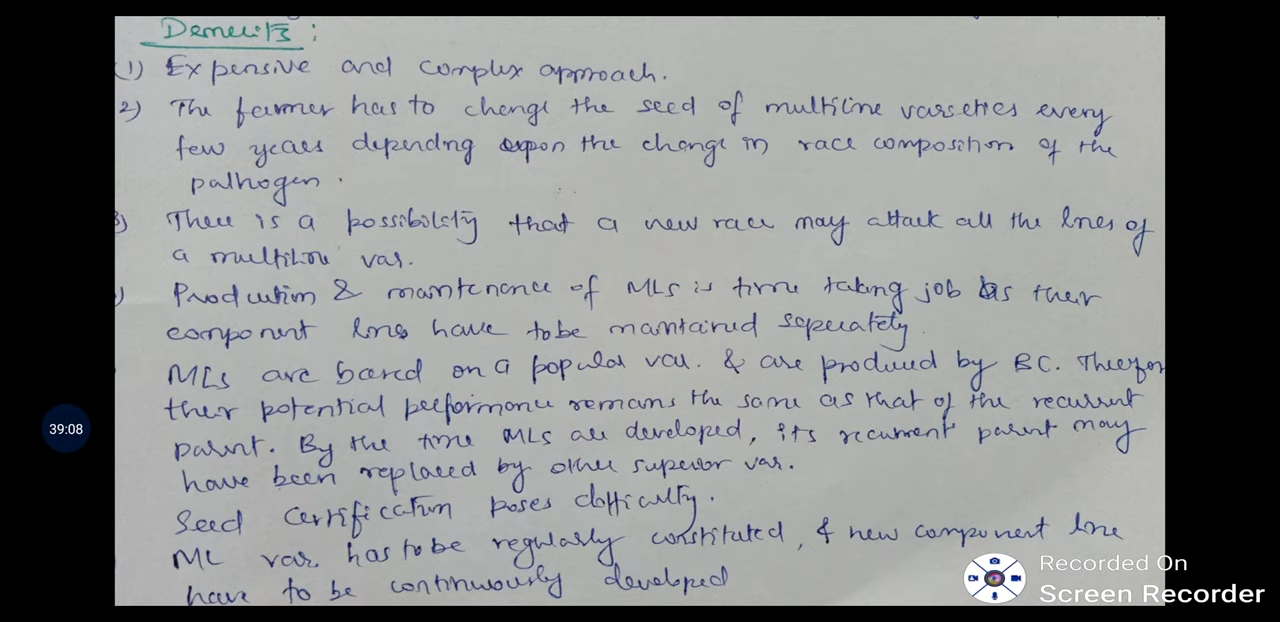 Demerits :
1) Expensive and complex approach.
2) The farmer has to change the seed of multiline varieties every
few years depending upon the change in race composition of the
pathogen.
3) There is a possibility that a new race may attack all the lines of
a multiline var.
) Production & maintenance of MLs is time taking job as their
component lines have to be maintained seperately.
MLs are based on a popular var. & are produced by BC. Therefor
their potential performance remains the same as that of the recurrent
parent. By the time MLs are developed, its recurrent parent may
have been replaced by other superior var.
Seed certification poses difficulty.
ML var. has to be regularly constituted, & new component line
have to be continuously developed
39:08
Recorded On
Screen Recorder